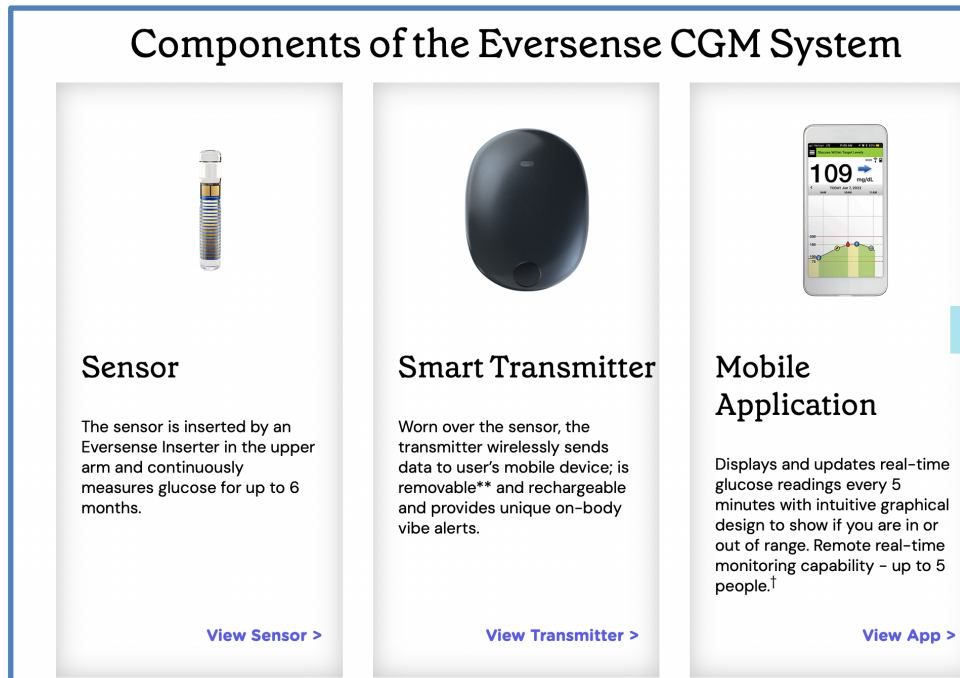 Components of the Eversense CGM System
109
mg/dL
TODAY Jan 7, 2022
Sensor
The sensor is inserted by an
Eversense Inserter in the upper
arm and continuously
measures glucose for up to 6
months.
View Sensor >
Smart Transmitter
Worn over the sensor, the
transmitter wirelessly sends
data to user's mobile device; is
removable** and rechargeable
and provides unique on-body
vibe alerts.
View Transmitter >
Mobile
Application
Displays and updates real-time
glucose readings every 5
minutes with intuitive graphical
design to show if you are in or
out of range. Remote real-time
monitoring capability - up to 5
people.†
View App >